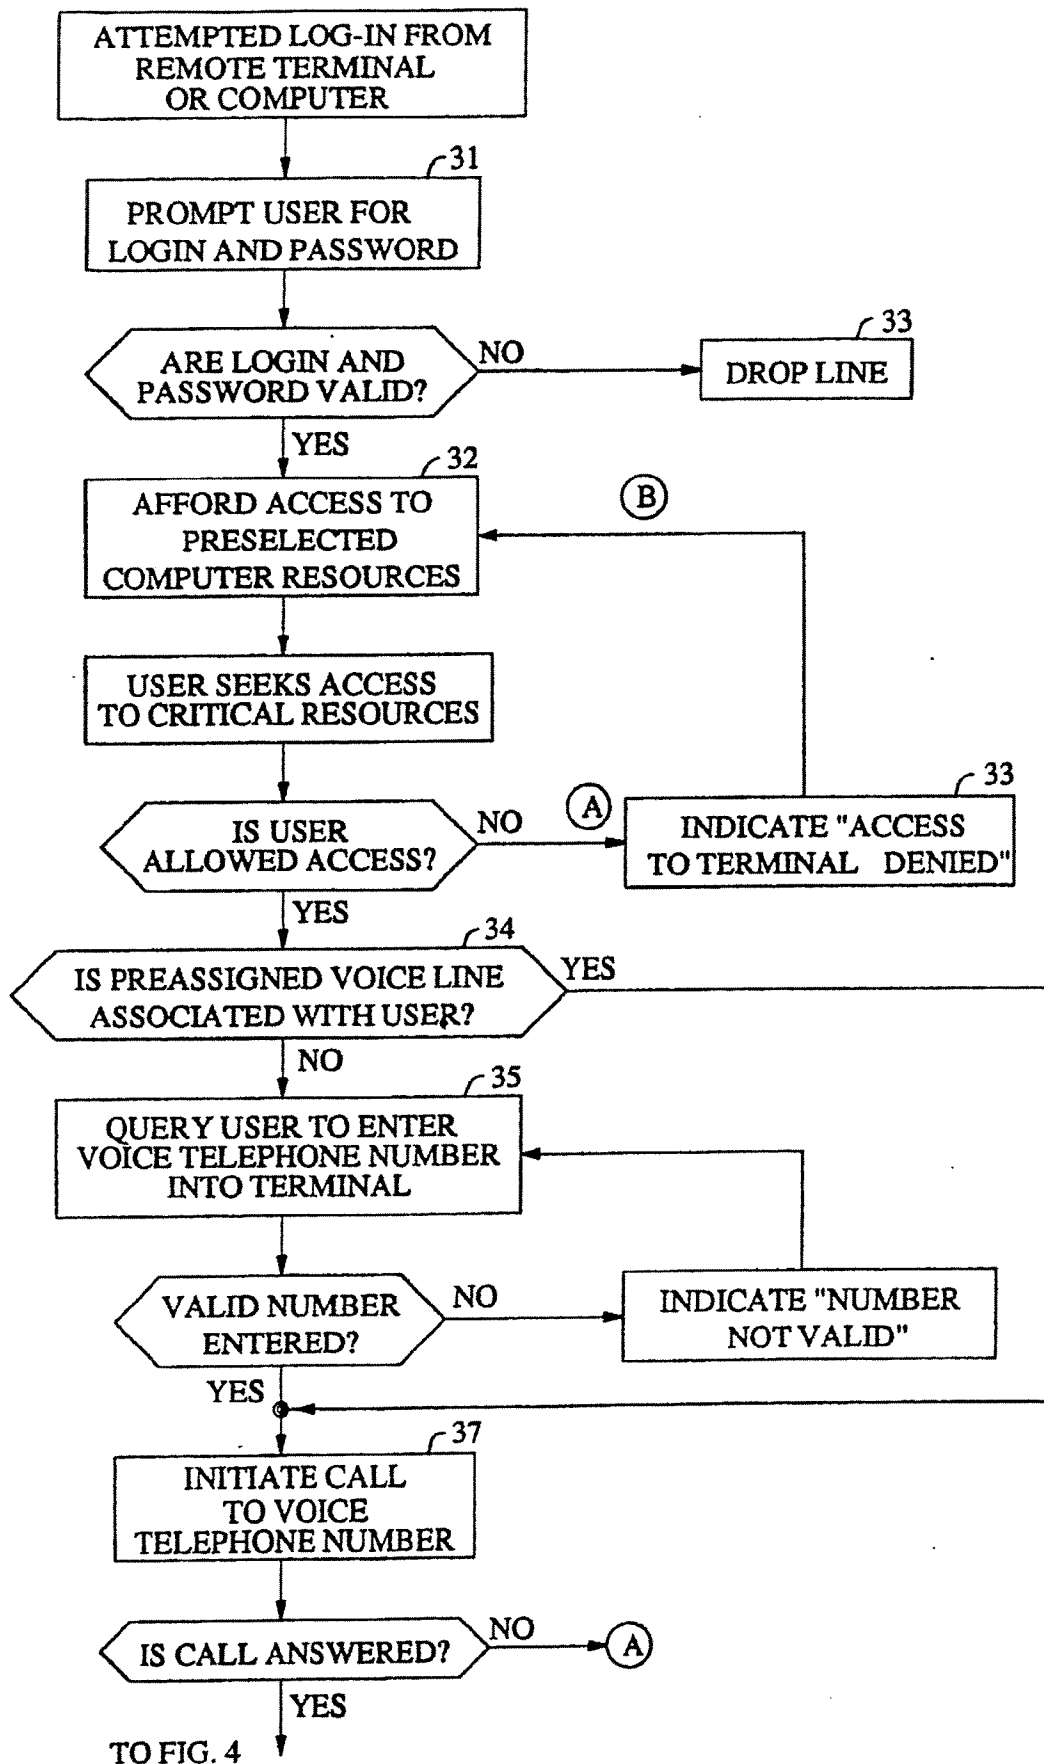 ATTEMPTED LOG-IN FROM
REMOTE TERMINAL
OR COMPUTER
31
PROMPT USER FOR
LOGIN AND PASSWORD
ARE LOGIN AND
PASSWORD VALID?
NO
33
DROP LINE
YES
32
AFFORD ACCESS TO
PRESELECTED
COMPUTER RESOURCES
B
USER SEEKS ACCESS
TO CRITICAL RESOURCES
IS USER
ALLOWED ACCESS?
NO
A
33
INDICATE "ACCESS
TO TERMINAL DENIED"
YES
34
IS PREASSIGNED VOICE LINE
ASSOCIATED WITH USER?
YES
NO
35
QUERY USER TO ENTER
VOICE TELEPHONE NUMBER
INTO TERMINAL
VALID NUMBER
ENTERED?
NO
INDICATE "NUMBER
NOT VALID"
YES
37
INITIATE CALL
TO VOICE
TELEPHONE NUMBER
IS CALL ANSWERED?
NO
A
YES
TO FIG. 4